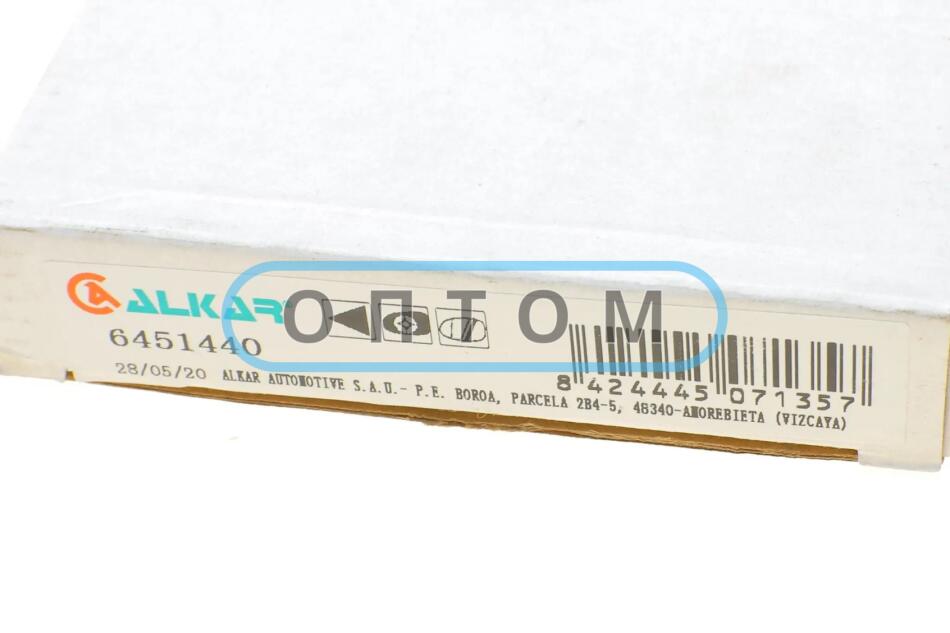 ALKAR
ОПТОМ
6451440
28/05/20 ALKAR AUTOMOTIVE S.A.U.- P.E. BOROA, PARCELA 2B4-5, 48340-AMOREBIETA (VIZCAYA)
8 424445 071357